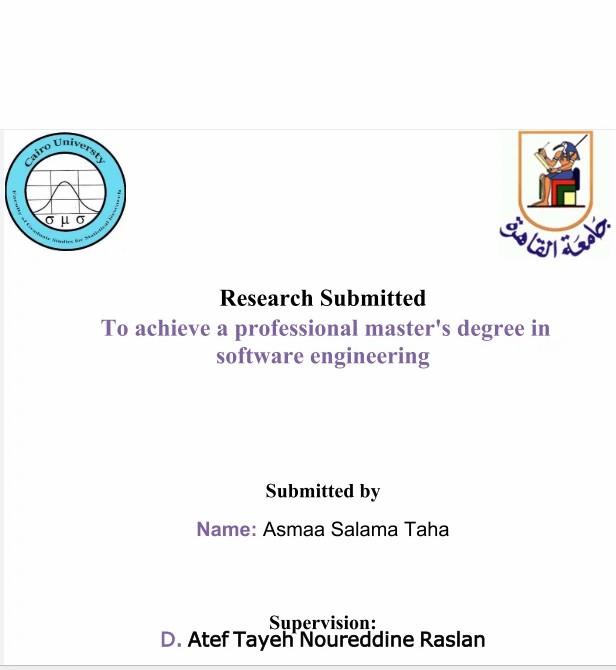 Cairo Universty
Faculty of Graduate Studies for Statistical Research
σ μ σ
جامعة القاهرة
Research Submitted
To achieve a professional master's degree in
software engineering
Submitted by
Name: Asmaa Salama Taha
Supervision:
D. Atef Tayeh Noureddine Raslan